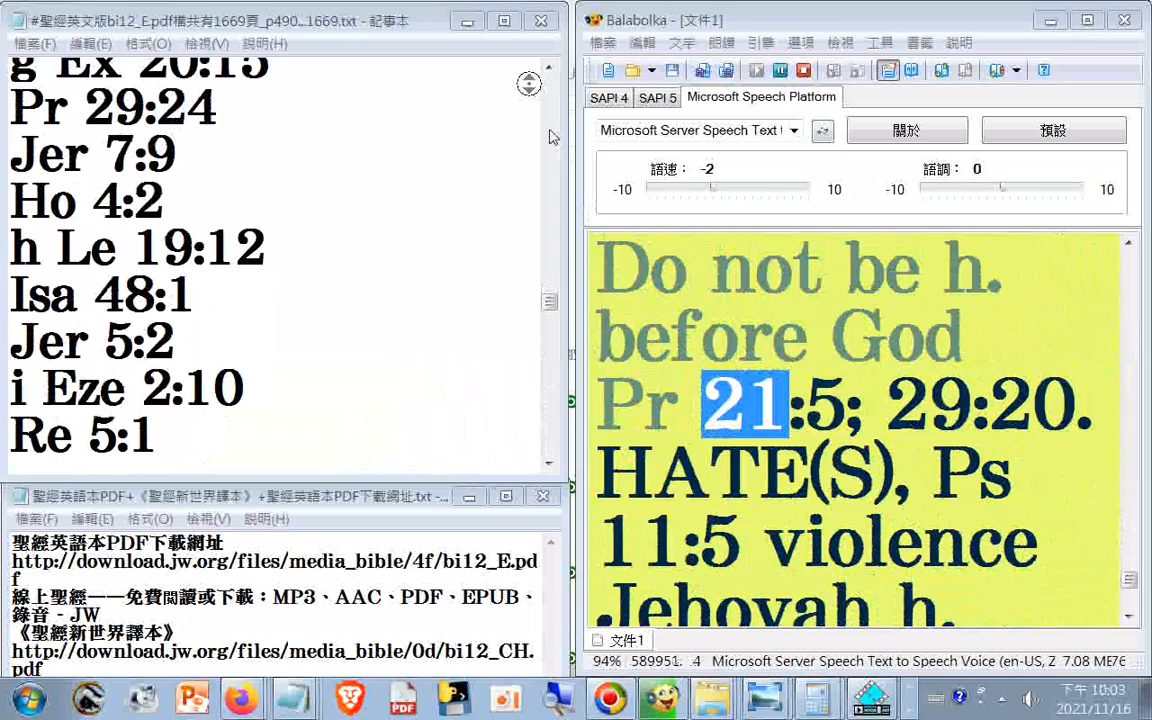 #聖經英文版bi12_Epdf檔共有1669頁_p490...1669.txt - 記事本
檔案(F) 編輯(E) 格式(O) 檢視(V) 說明(H)
g Ex 20:15
Pr 29:24
Jer 7:9
Ho 4:2
h Le 19:12
Isa 48:1
Jer 5:2
i Eze 2:10
Re 5:1
聖經英語本PDF+《聖經新世界譯本》+聖經英語本PDF下載網址.txt -...
檔案(F) 編輯(E) 格式(O) 檢視(V) 說明(H)
聖經英語本PDF下載網址
http://download.jw.org/files/media_bible/4f/bi12_E.pd
f
線上聖經——免費閱讀或下載：MP3、AAC、PDF、EPUB、
錄音 - JW
《聖經新世界譯本》
http://download.jw.org/files/media_bible/0d/bi12_CH.
pdf
Balabolka - [文件1]
檔案 編輯 文字 朗讀 引擎 選項 檢視 工具 書籤 說明
SAPI 4 SAPI 5 Microsoft Speech Platform
Microsoft Server Speech Text 關於 預設
語速： -2 語調： 0
-10 10 -10 10
Do not be h.
before God
Pr 21:5; 29:20.
HATE(S), Ps
11:5 violence
Jehovah h.
文件1
94% 589951. .4 Microsoft Server Speech Text to Speech Voice (en-US, Z 7.08 ME76
PDF
下午 10:03
2021/11/16